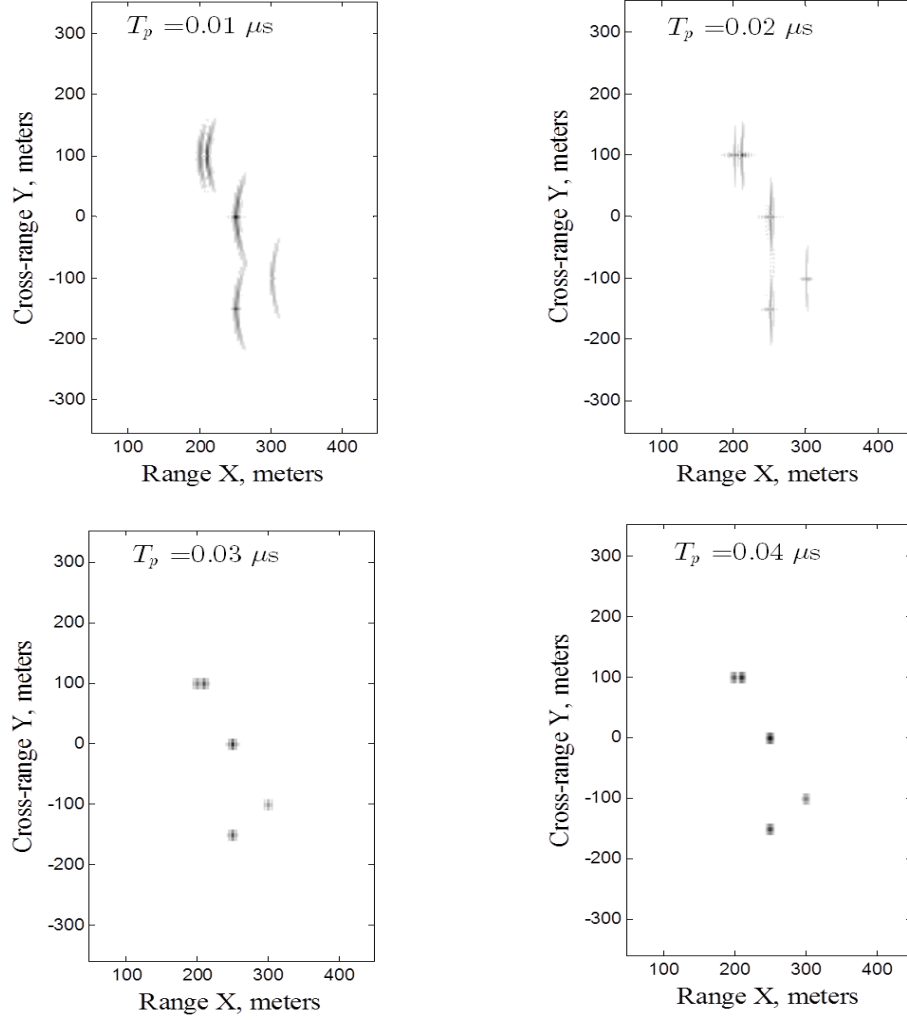 T_p =0.01 μs
300
200
100
0
-100
-200
-300
Cross-range Y, meters
100 200 300 400
Range X, meters
T_p =0.02 μs
300
200
100
0
-100
-200
-300
Cross-range Y, meters
100 200 300 400
Range X, meters
T_p =0.03 μs
300
200
100
0
-100
-200
-300
Cross-range Y, meters
100 200 300 400
Range X, meters
T_p =0.04 μs
300
200
100
0
-100
-200
-300
Cross-range Y, meters
100 200 300 400
Range X, meters